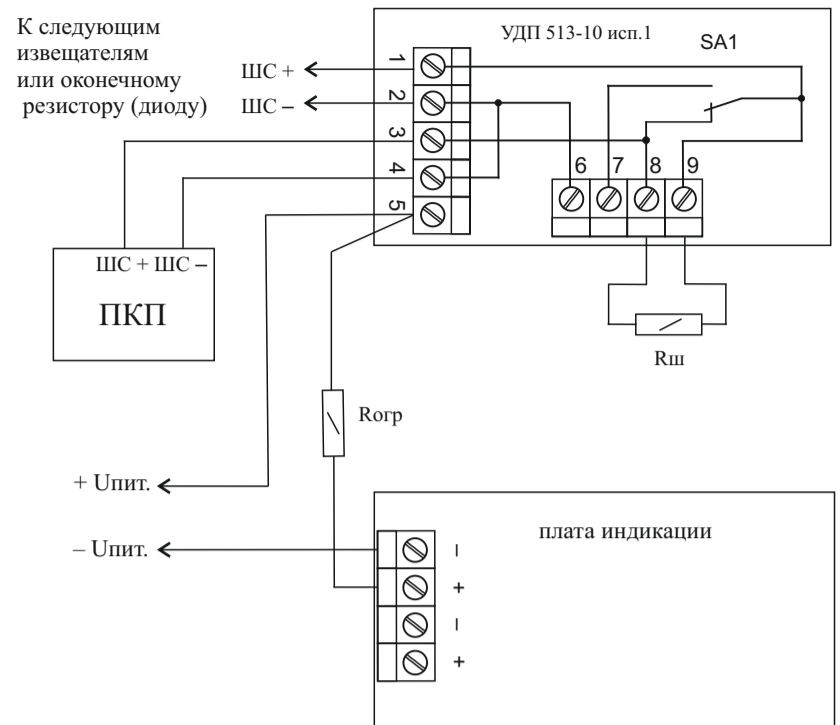 К следующим
извещателям
или оконечному
резистору (диоду)
ШС +
ШС –
УДП 513-10 исп.1
SA1
1
2
3
4
5
6 7 8 9
ШС + ШС –
ПКП
Rш
Rогр
+ Uпит.
– Uпит.
плата индикации
–
+
–
+